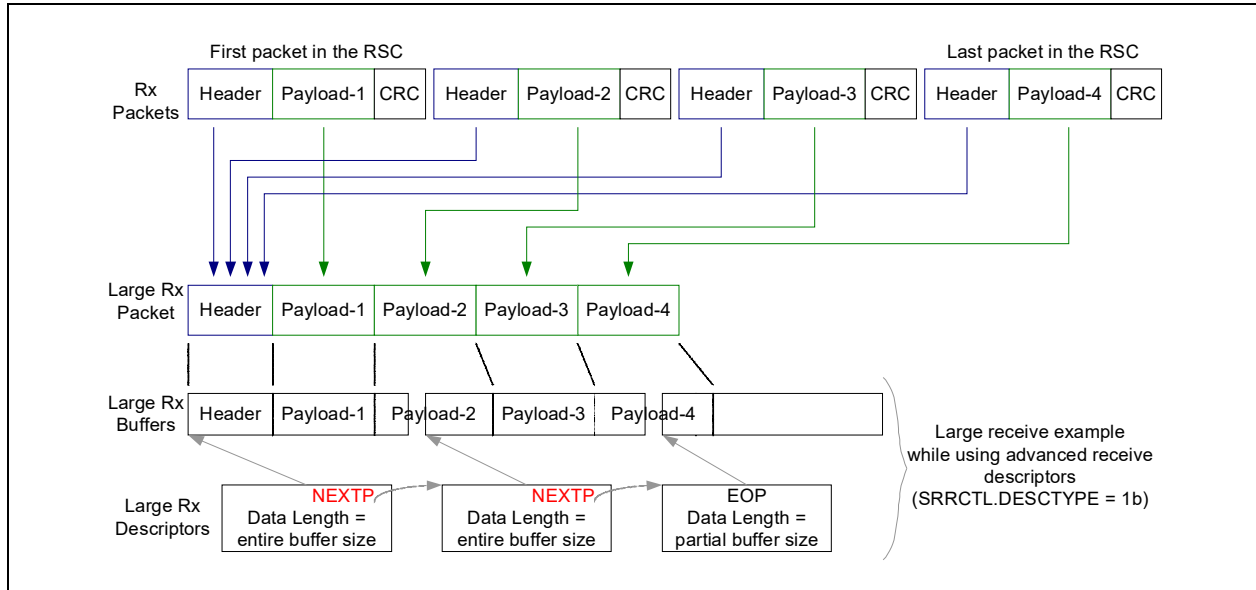 First packet in the RSC
Last packet in the RSC
Rx
Packets
Header Payload-1 CRC Header Payload-2 CRC Header Payload-3 CRC Header Payload-4 CRC
Large Rx
Packet
Header Payload-1 Payload-2 Payload-3 Payload-4
Large Rx
Buffers
Header Payload-1 Payload-2 Payload-3 Payload-4
Large receive example
while using advanced receive
descriptors
(SRRCTL.DESCTYPE = 1b)
Large Rx
Descriptors
NEXTP
Data Length =
entire buffer size
NEXTP
Data Length =
entire buffer size
EOP
Data Length =
partial buffer size